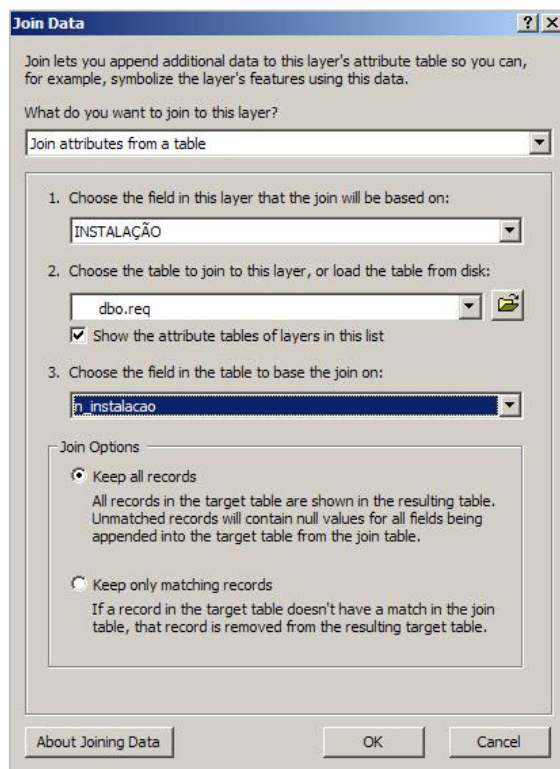 Join Data
Join lets you append additional data to this layer's attribute table so you can,
for example, symbolize the layer's features using this data.
What do you want to join to this layer?
Join attributes from a table
1. Choose the field in this layer that the join will be based on:
INSTALAÇÃO
2. Choose the table to join to this layer, or load the table from disk:
dbo.req
Show the attribute tables of layers in this list
3. Choose the field in the table to base the join on:
n_instalacao
Join Options
Keep all records
All records in the target table are shown in the resulting table.
Unmatched records will contain null values for all fields being
appended into the target table from the join table.
Keep only matching records
If a record in the target table doesn't have a match in the join
table, that record is removed from the resulting target table.
About Joining Data
OK
Cancel